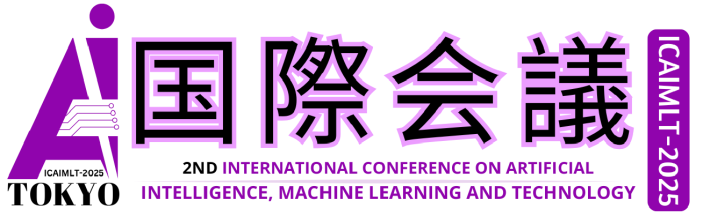 Ai
ICAIMLT-2025
TOKYO
国際会議
2ND INTERNATIONAL CONFERENCE ON ARTIFICIAL
INTELLIGENCE, MACHINE LEARNING AND TECHNOLOGY
ICAIMLT-2025